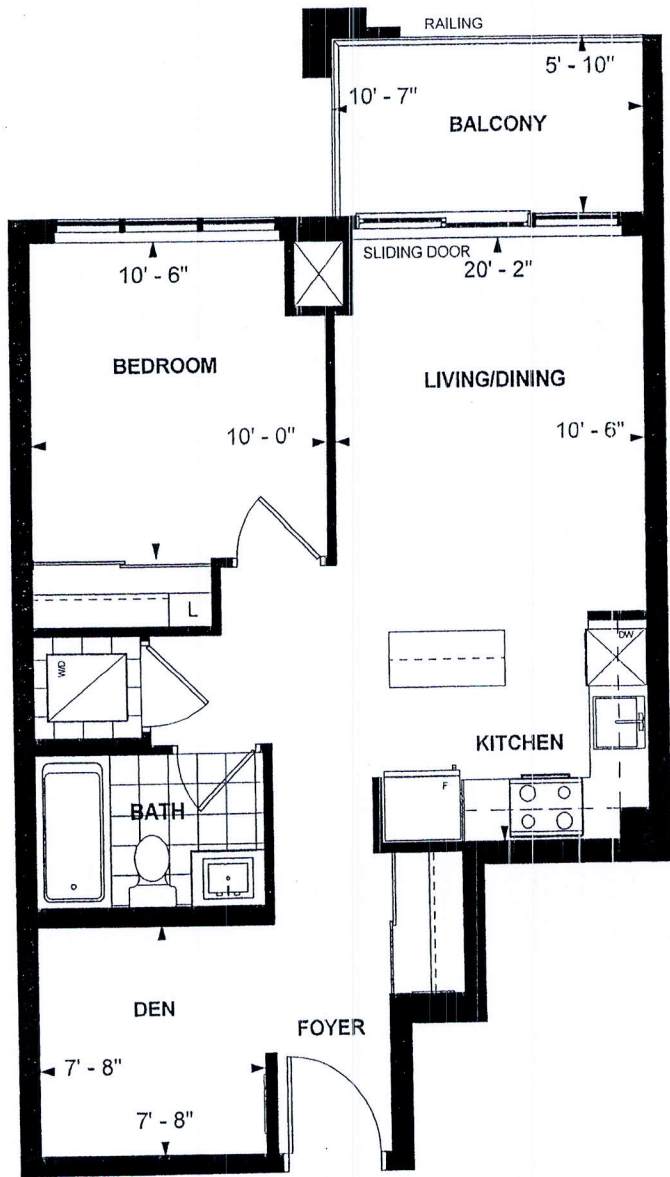 RAILING
5' - 10"
10' - 7"
BALCONY
SLIDING DOOR
10' - 6"
20' - 2"
BEDROOM
LIVING/DINING
10' - 0"
10' - 6"
L
W/D
DW
KITCHEN
F
BATH
DEN
FOYER
7' - 8"
7' - 8"